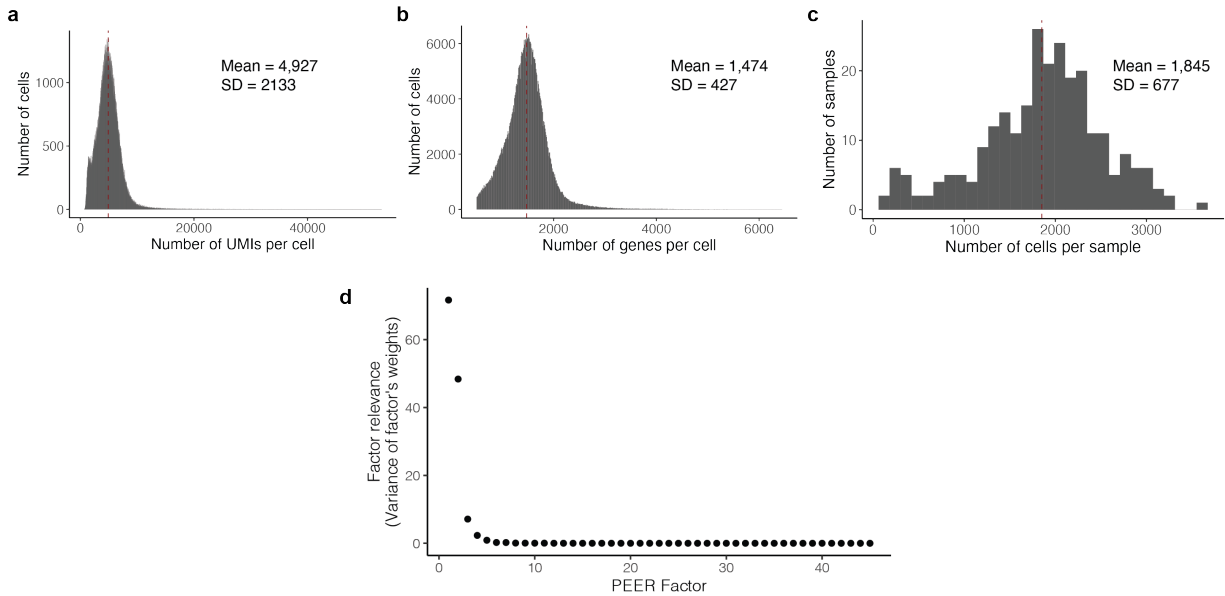 a
Number of cells
1000
500
0
Mean = 4,927
SD = 2133
0 20000 40000
Number of UMIs per cell
b
Number of cells
6000
4000
2000
0
Mean = 1,474
SD = 427
2000 4000 6000
Number of genes per cell
c
Number of samples
20
10
0
Mean = 1,845
SD = 677
0 1000 2000 3000
Number of cells per sample
d
Factor relevance
(Variance of factor's weights)
60
40
20
0
0 10 20 30 40
PEER Factor